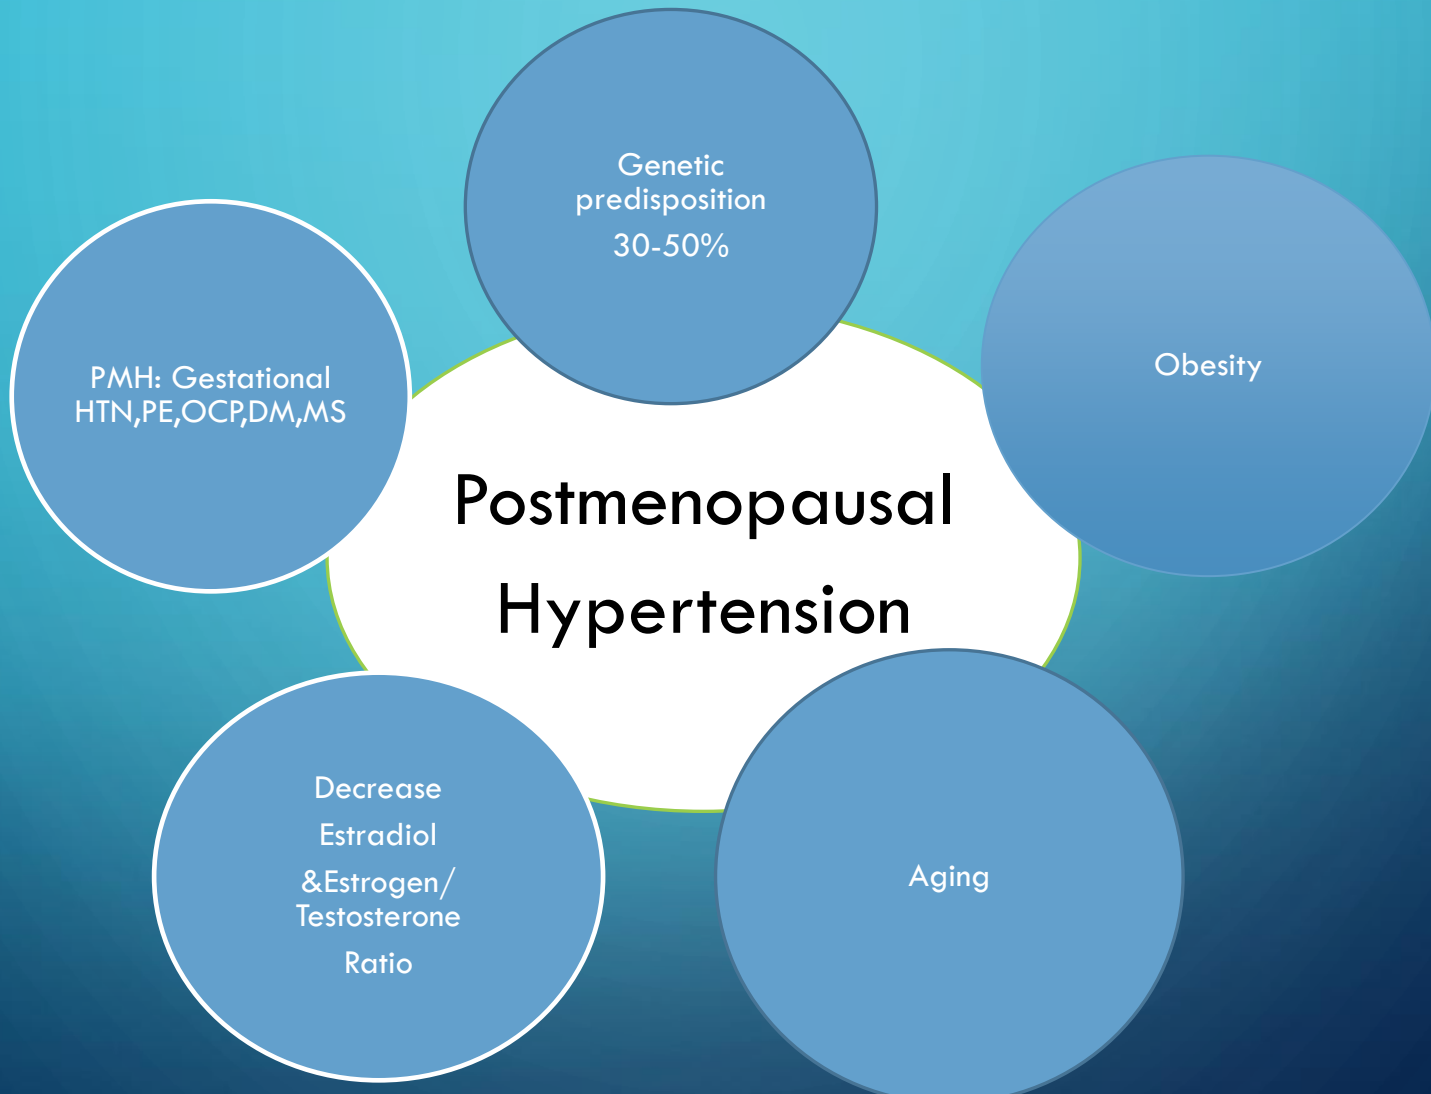 Genetic
predisposition
30-50%
Obesity
PMH: Gestational
HTN,PE,OCP,DM,MS
Postmenopausal
Hypertension
Decrease
Estradiol
&Estrogen/
Testosterone
Ratio
Aging